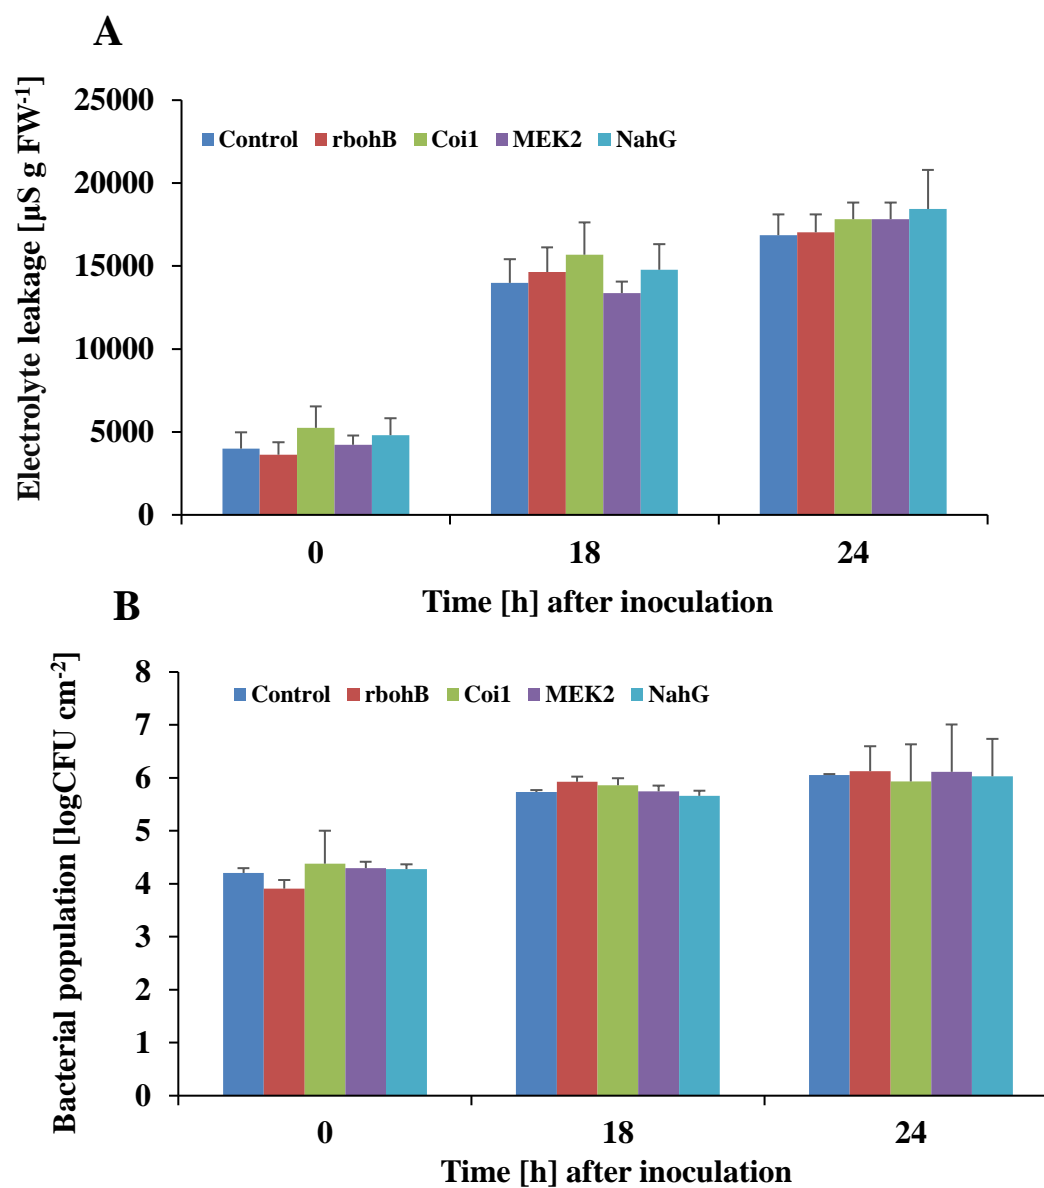 A
Electrolyte leakage [µS g FW-1]
25000
20000
15000
10000
5000
0
Control rbohB Coi1 MEK2 NahG
0 18 24
Time [h] after inoculation
B
Bacterial population [logCFU cm-2]
8
7
6
5
4
3
2
1
0
Control rbohB Coi1 MEK2 NahG
0 18 24
Time [h] after inoculation